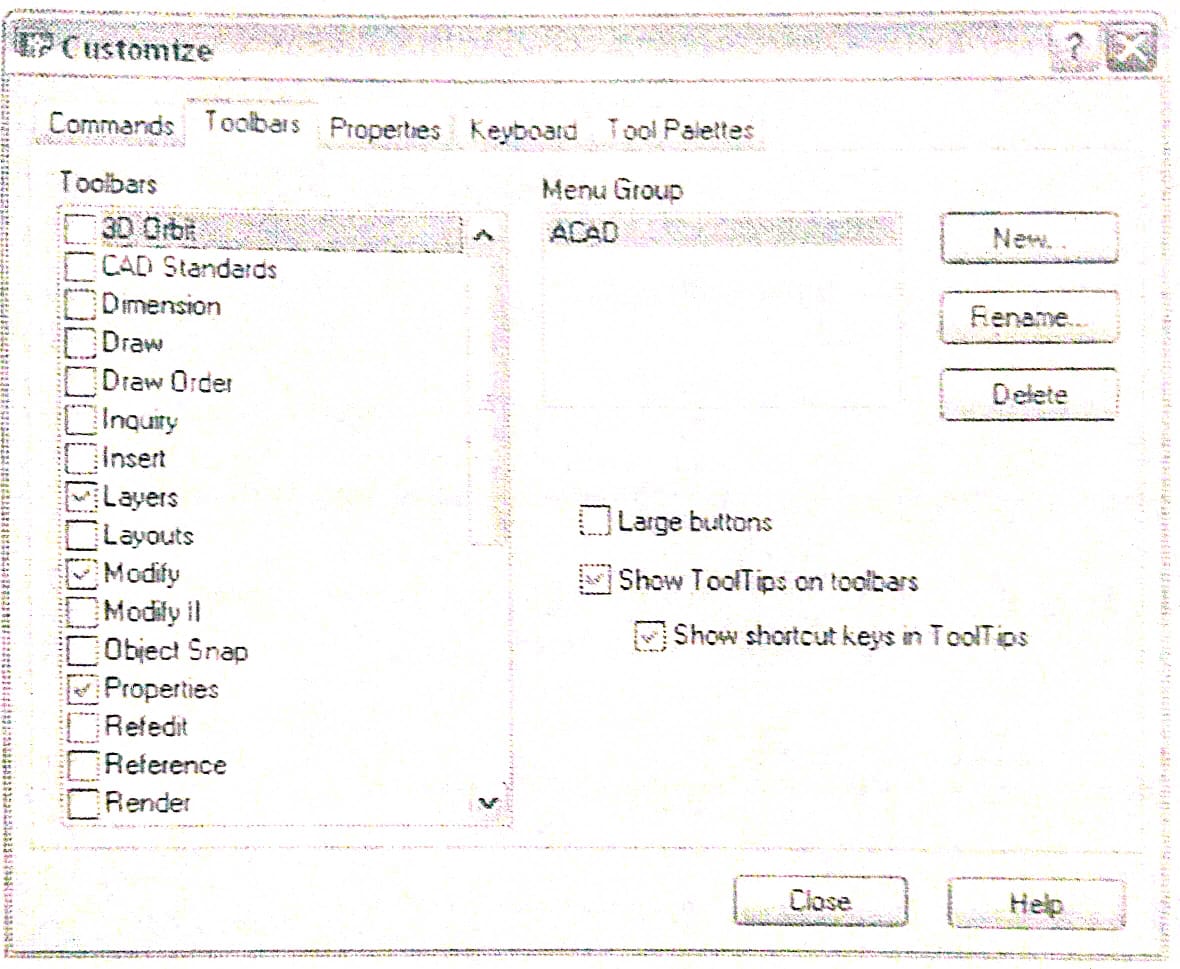 Customize
?
Commands Toolbars Properties Keyboard Tool Palettes
Toolbars
3D Orbit
CAD Standards
Dimension
Draw
Draw Order
Inquiry
Insert
Layers
Layouts
Modify
Modify II
Object Snap
Properties
Refedit
Reference
Render
Menu Group
ACAD
New...
Rename...
Delete
Large buttons
Show ToolTips on toolbars
Show shortcut keys in ToolTips
Close
Help